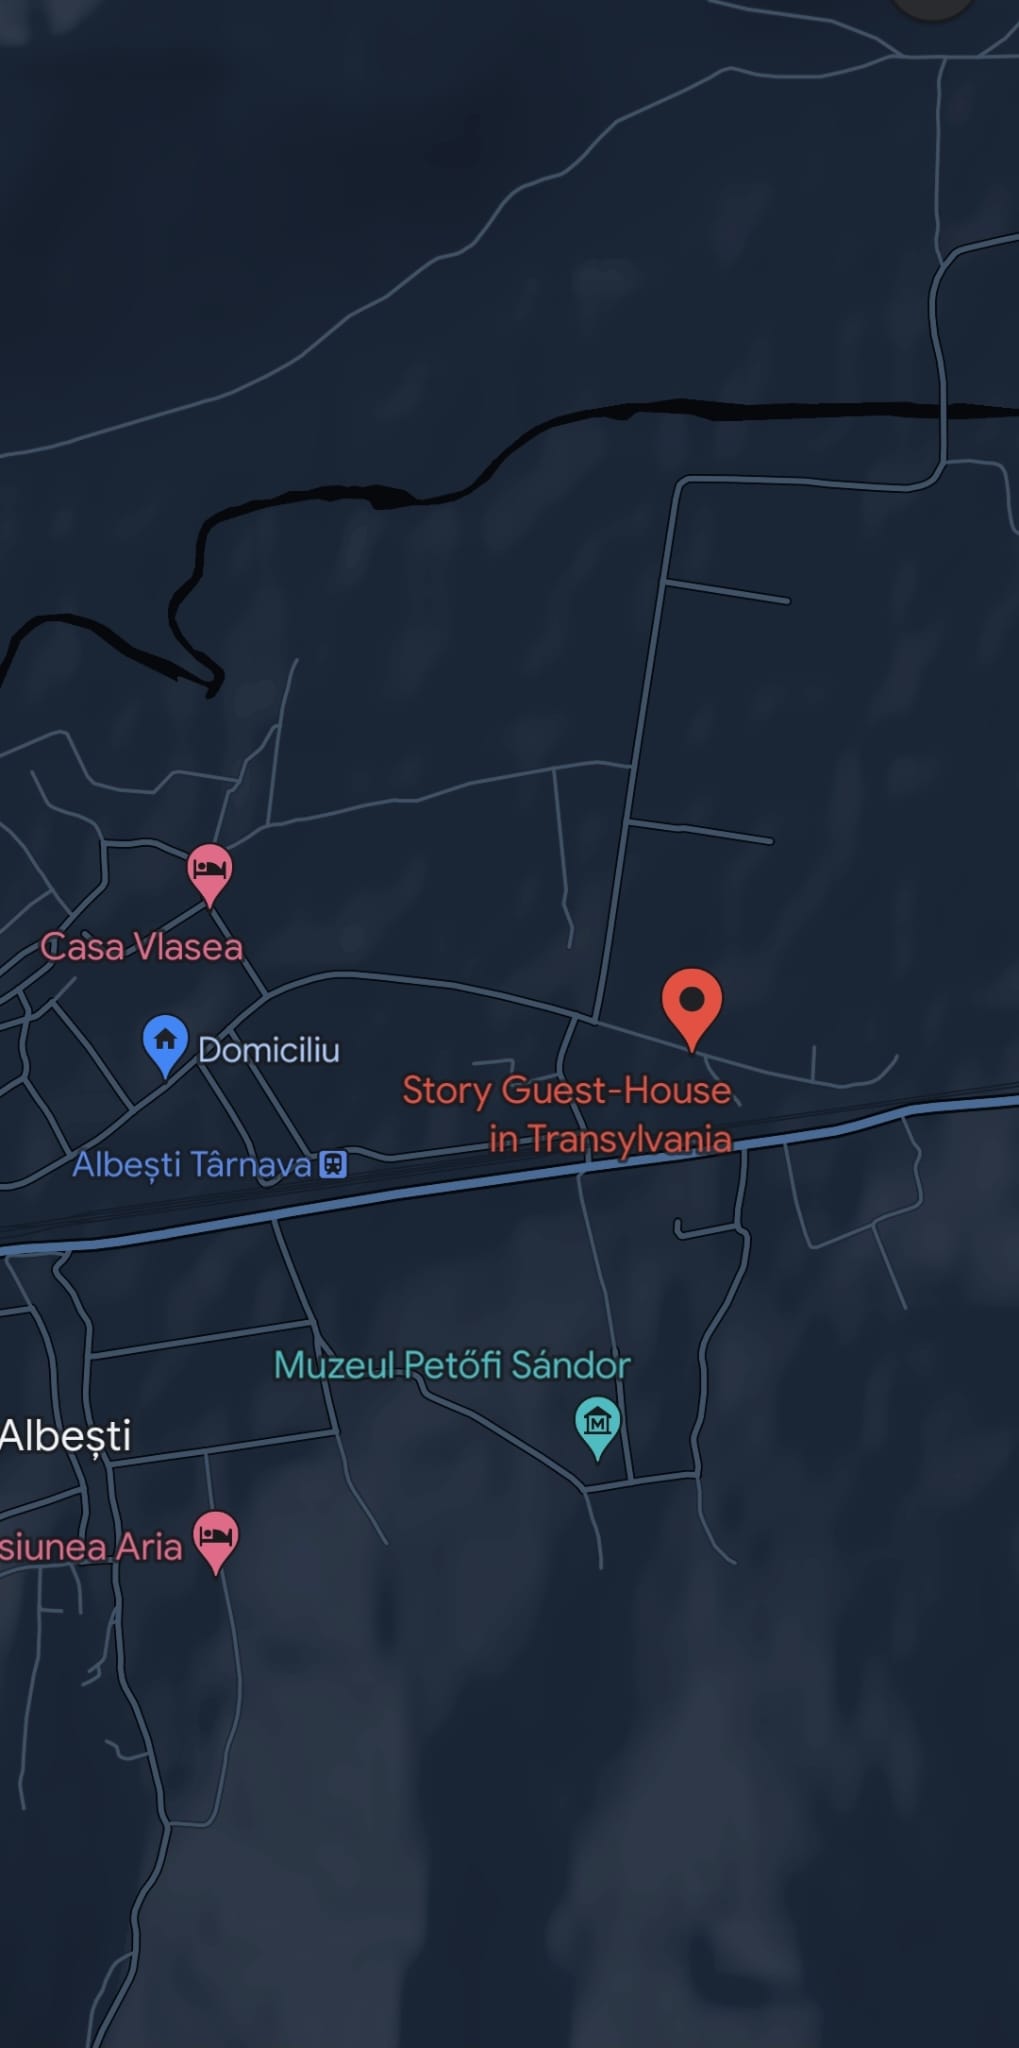 Casa Vlasea
Domiciliu
Story Guest-House
in Transylvania
Albești Târnava
Muzeul Petőfi Sándor
M
Albești
siunea Aria